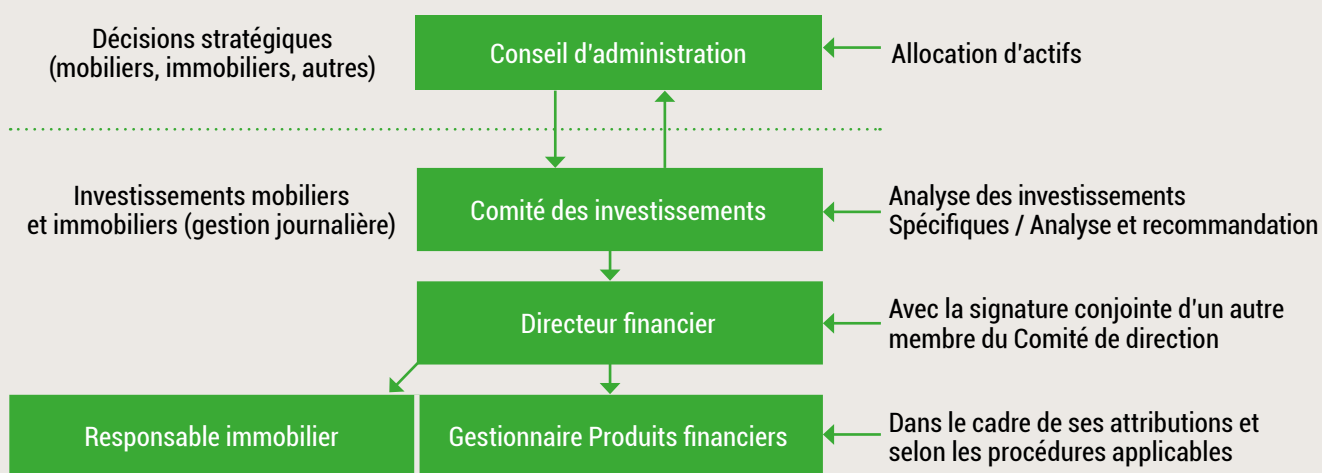 Décisions stratégiques
(mobiliers, immobiliers, autres)
Conseil d'administration
Allocation d'actifs
Investissements mobiliers
et immobiliers (gestion journalière)
Comité des investissements
Analyse des investissements
Spécifiques / Analyse et recommandation
Directeur financier
Avec la signature conjointe d'un autre
membre du Comité de direction
Responsable immobilier
Gestionnaire Produits financiers
Dans le cadre de ses attributions et
selon les procédures applicables